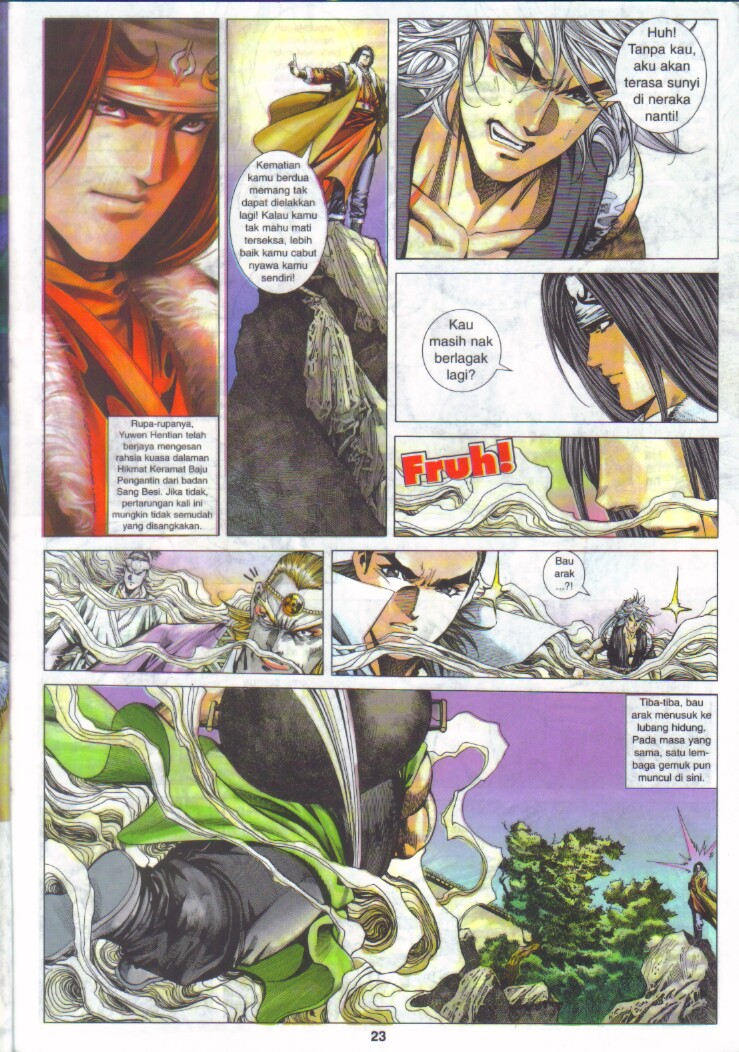 Rupa-rupanya,
Yuwen Hentian telah
berjaya mengesan
rahsia kuasa dalaman
Hikmat Keramat Baju
Pengantin dari badan
Sang Besi. Jika tidak,
pertarungan kali ini
mungkin tidak semudah
yang disangkakan.
Kematian
kamu berdua
memang tak
dapat dielakkan
lagi! Kalau kamu
tak mahu mati
terseksa, lebih
baik kamu cabut
nyawa kamu
sendiri!
Huh!
Tanpa kau,
aku akan
terasa sunyi
di neraka
nanti!
Kau
masih nak
berlagak
lagi?
Fruh!
Bau
arak
...?!
Tiba-tiba, bau
arak menusuk ke
lubang hidung.
Pada masa yang
sama, satu lem-
baga gemuk pun
muncul di sini.
23